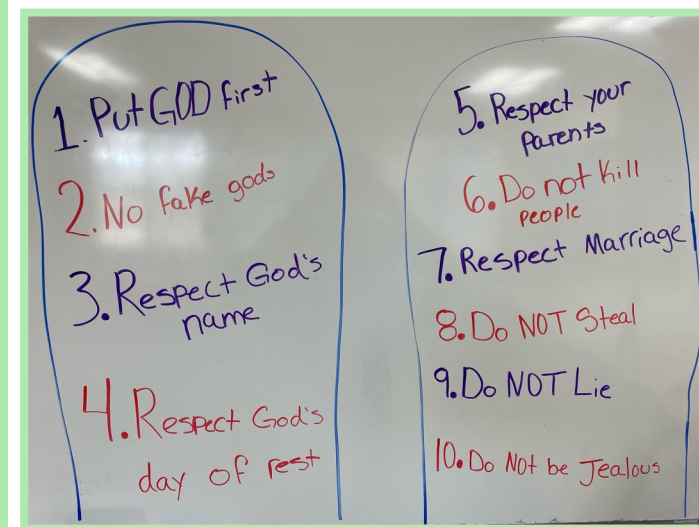 1. Put GOD first
2. No fake gods
3. Respect God's
name
4. Respect God's
day of rest
5. Respect your
Parents
6. Do not kill
people
7. Respect Marriage
8. Do NOT Steal
9. Do NOT Lie
10. Do Not be Jealous